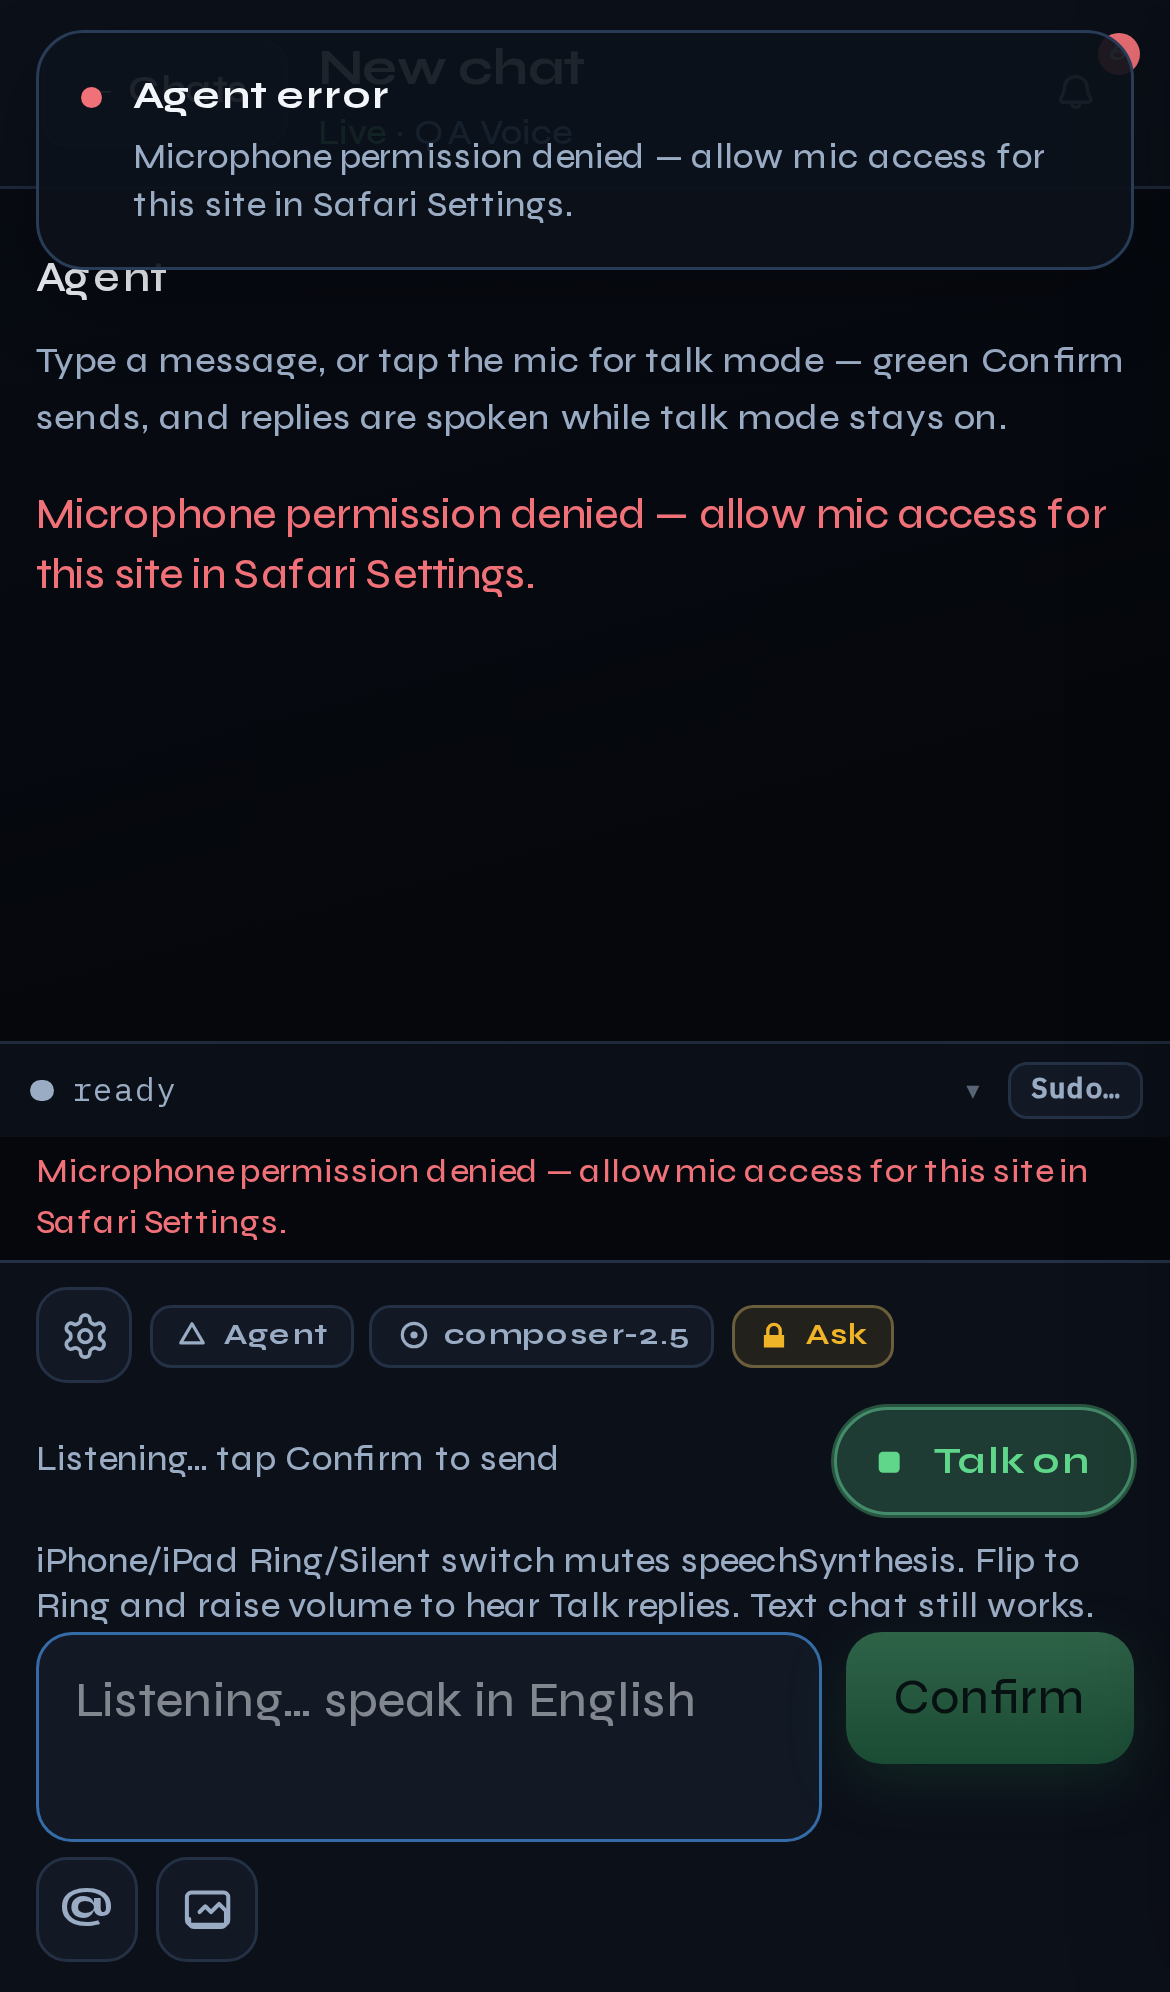 Chats
New chat
Live · OA Voice
Agent error
Microphone permission denied — allow mic access for
this site in Safari Settings.
Agent
Type a message, or tap the mic for talk mode — green Confirm
sends, and replies are spoken while talk mode stays on.
Microphone permission denied — allow mic access for
this site in Safari Settings.
ready
▼
Sudo…
Microphone permission denied — allow mic access for this site in
Safari Settings.
Agent
composer-2.5
Ask
Listening… tap Confirm to send
Talk on
iPhone/iPad Ring/Silent switch mutes speechSynthesis. Flip to
Ring and raise volume to hear Talk replies. Text chat still works.
Listening… speak in English
Confirm
@